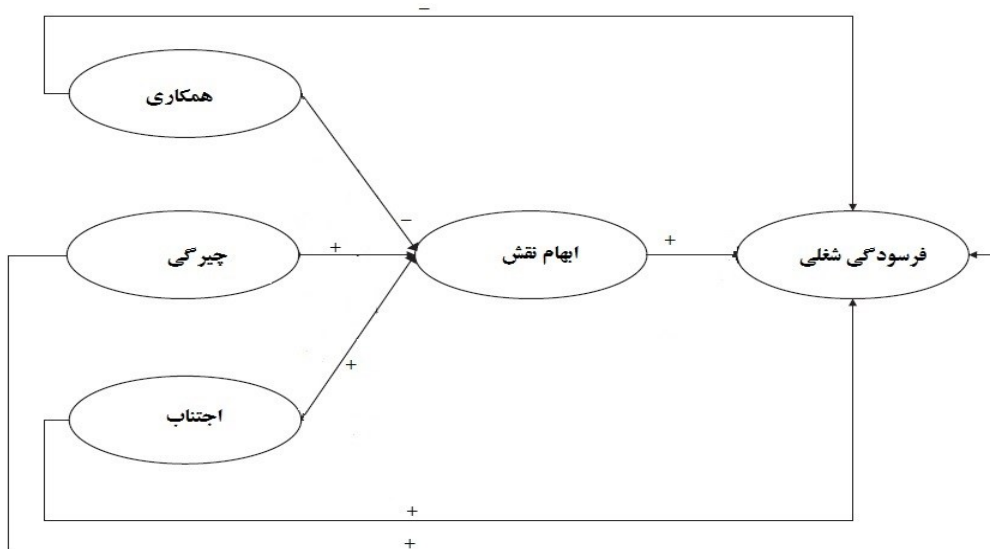 −
همکاری
−
چیرگی
+
ابهام نقش
+
فرسودگی شغلی
+
اجتناب
+
+